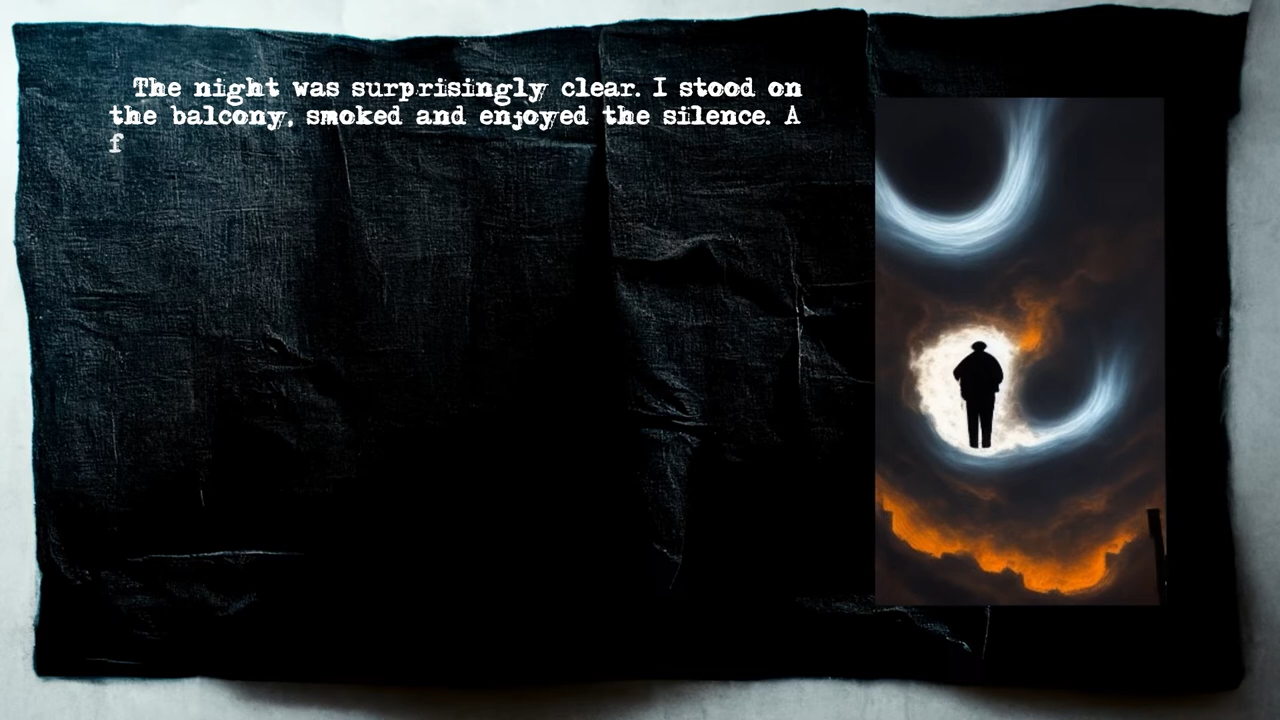 The night was surprisingly clear. I stood on
the balcony, smoked and enjoyed the silence. A
f